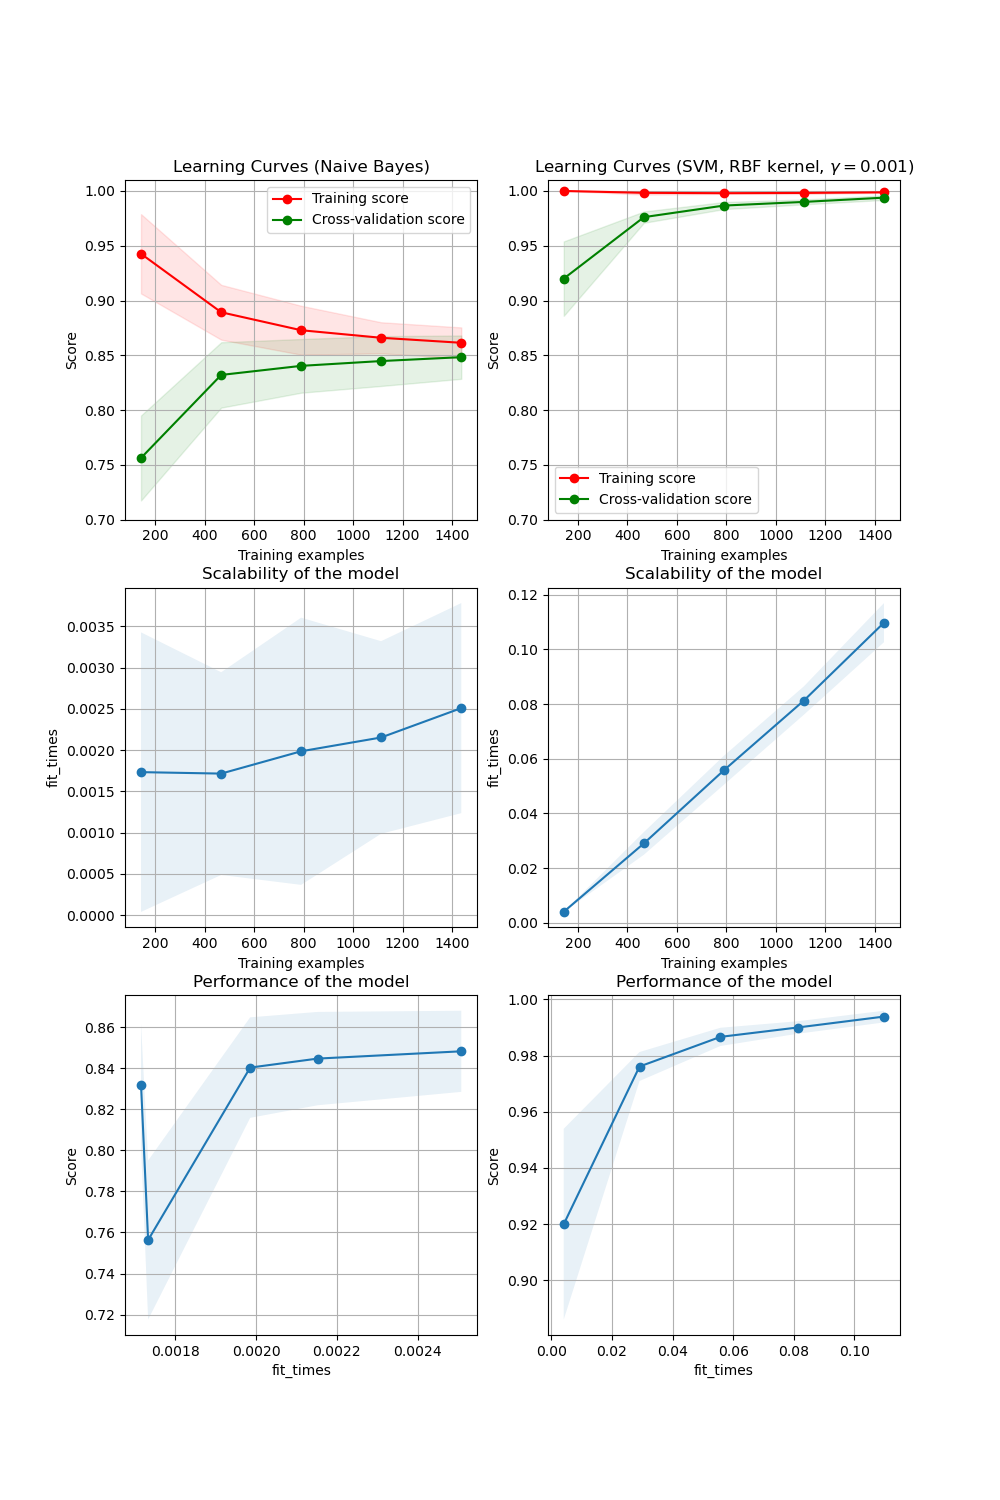 Learning Curves (Naive Bayes)
1.00
0.95
0.90
0.85
0.80
0.75
0.70
Score
Training score
Cross-validation score
200 400 600 800 1000 1200 1400
Training examples
Learning Curves (SVM, RBF kernel, γ = 0.001)
1.00
0.95
0.90
0.85
0.80
0.75
0.70
Score
Training score
Cross-validation score
200 400 600 800 1000 1200 1400
Training examples
Scalability of the model
0.0035
0.0030
0.0025
0.0020
0.0015
0.0010
0.0005
0.0000
fit_times
200 400 600 800 1000 1200 1400
Training examples
Scalability of the model
0.12
0.10
0.08
0.06
0.04
0.02
0.00
fit_times
200 400 600 800 1000 1200 1400
Training examples
Performance of the model
0.86
0.84
0.82
0.80
0.78
0.76
0.74
0.72
Score
0.0018 0.0020 0.0022 0.0024
fit_times
Performance of the model
1.00
0.98
0.96
0.94
0.92
0.90
Score
0.00 0.02 0.04 0.06 0.08 0.10
fit_times